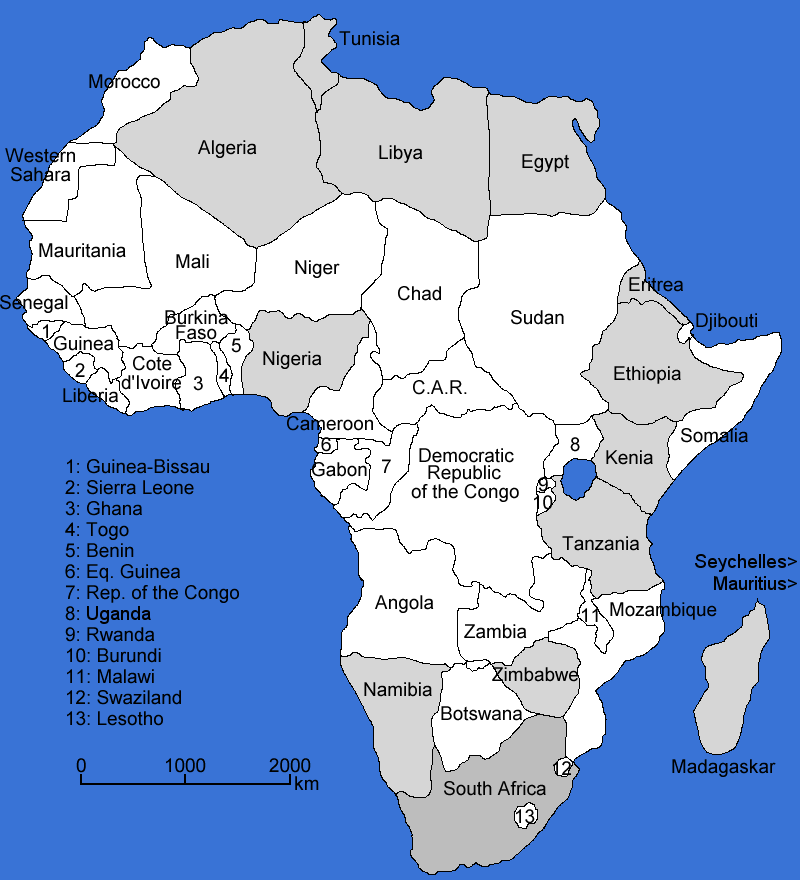 Tunisia
Morocco
Algeria
Libya
Egypt
Western
Sahara
Mauritania
Mali
Niger
Chad
Sudan
Eritrea
Senegal
Burkina
Faso
Djibouti
1
Guinea
5
Nigeria
Cote
d'Ivoire
2
3
4
C.A.R.
Ethiopia
Liberia
Cameroon
Somalia
6
8
Gabon
7
Democratic
Republic
of the Congo
Kenia
9
10
1: Guinea-Bissau
2: Sierra Leone
3: Ghana
4: Togo
5: Benin
6: Eq. Guinea
7: Rep. of the Congo
8: Uganda
9: Rwanda
10: Burundi
11: Malawi
12: Swaziland
13: Lesotho
Tanzania
Seychelles>
Mauritius>
Angola
11
Mozambique
Zambia
Namibia
Zimbabwe
Botswana
Madagaskar
12
South Africa
13
0 1000 2000
km